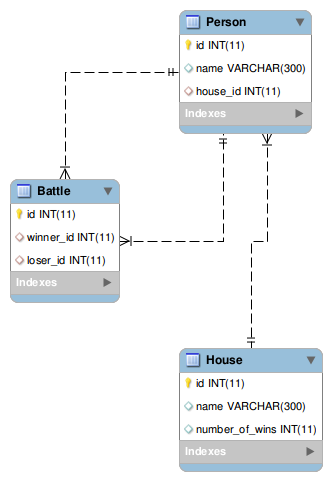 Person
id INT(11)
name VARCHAR(300)
house_id INT(11)
Indexes
Battle
id INT(11)
winner_id INT(11)
loser_id INT(11)
Indexes
House
id INT(11)
name VARCHAR(300)
number_of_wins INT(11)
Indexes